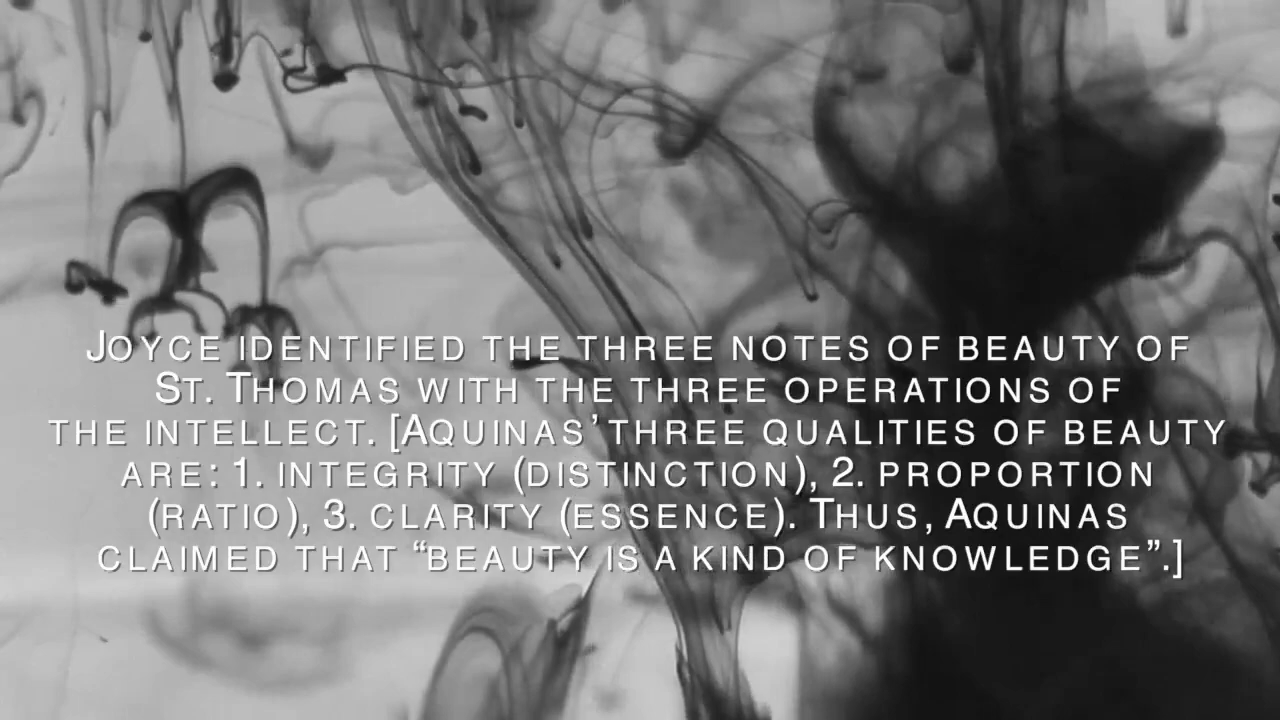 JOYCE IDENTIFIED THE THREE NOTES OF BEAUTY OF
ST. THOMAS WITH THE THREE OPERATIONS OF
THE INTELLECT. [AQUINAS’ THREE QUALITIES OF BEAUTY
ARE: 1. INTEGRITY (DISTINCTION), 2. PROPORTION
(RATIO), 3. CLARITY (ESSENCE). THUS, AQUINAS
CLAIMED THAT “BEAUTY IS A KIND OF KNOWLEDGE”.]